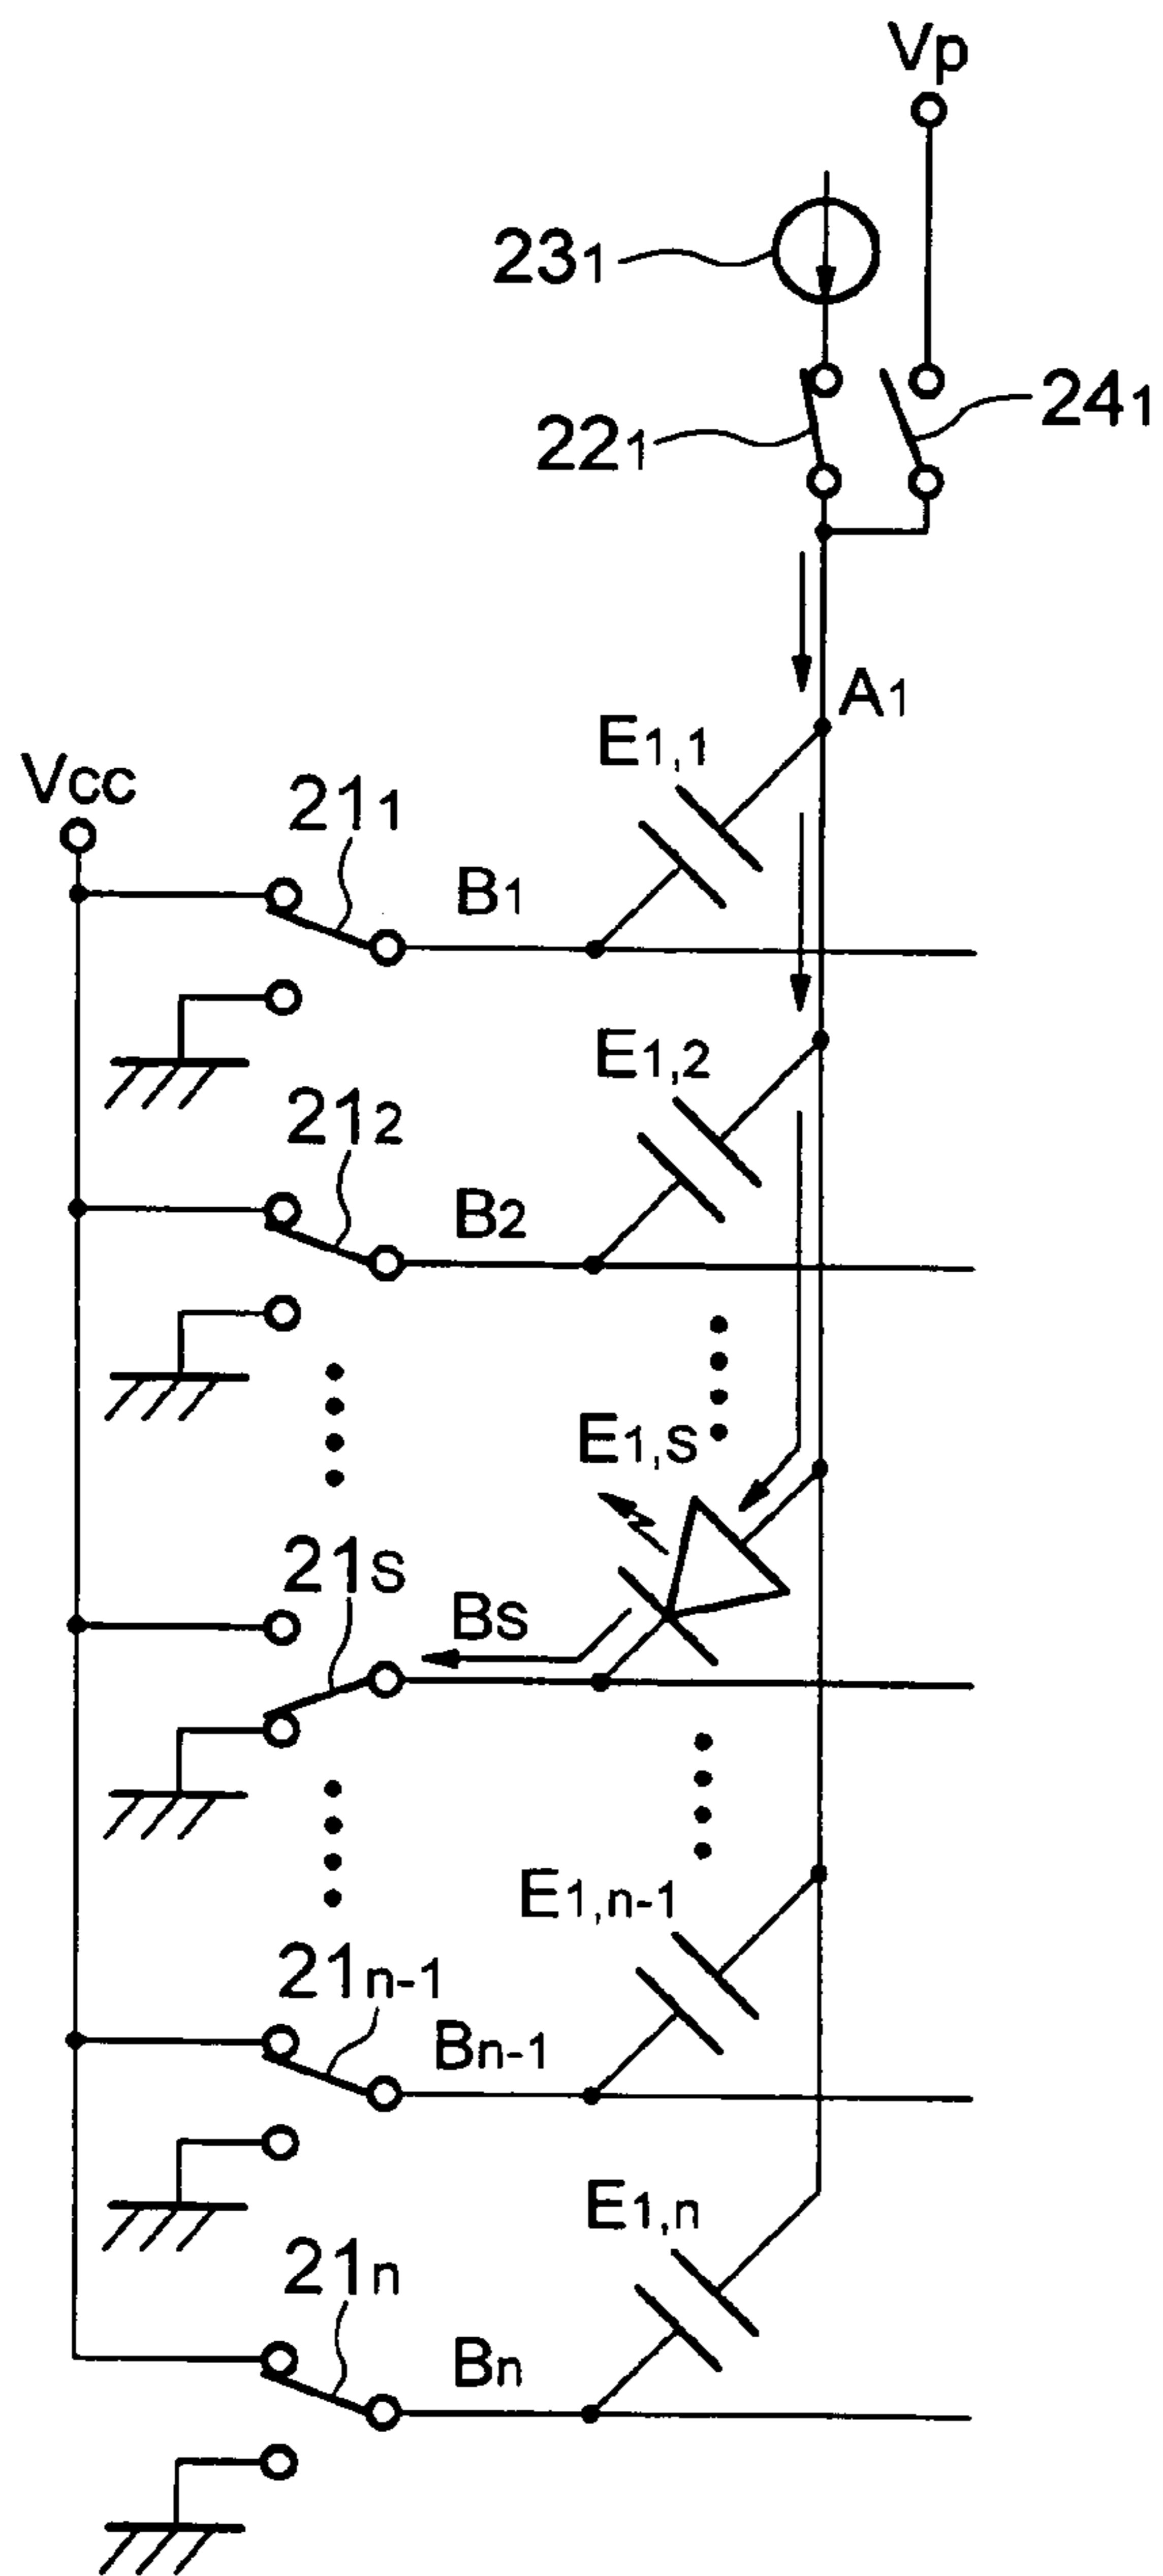 Vp
231
221
241
A1
E1,1
Vcc
211
B1
E1,2
212
B2
E1,S
21S
BS
E1,n-1
21n-1
Bn-1
E1,n
21n
Bn